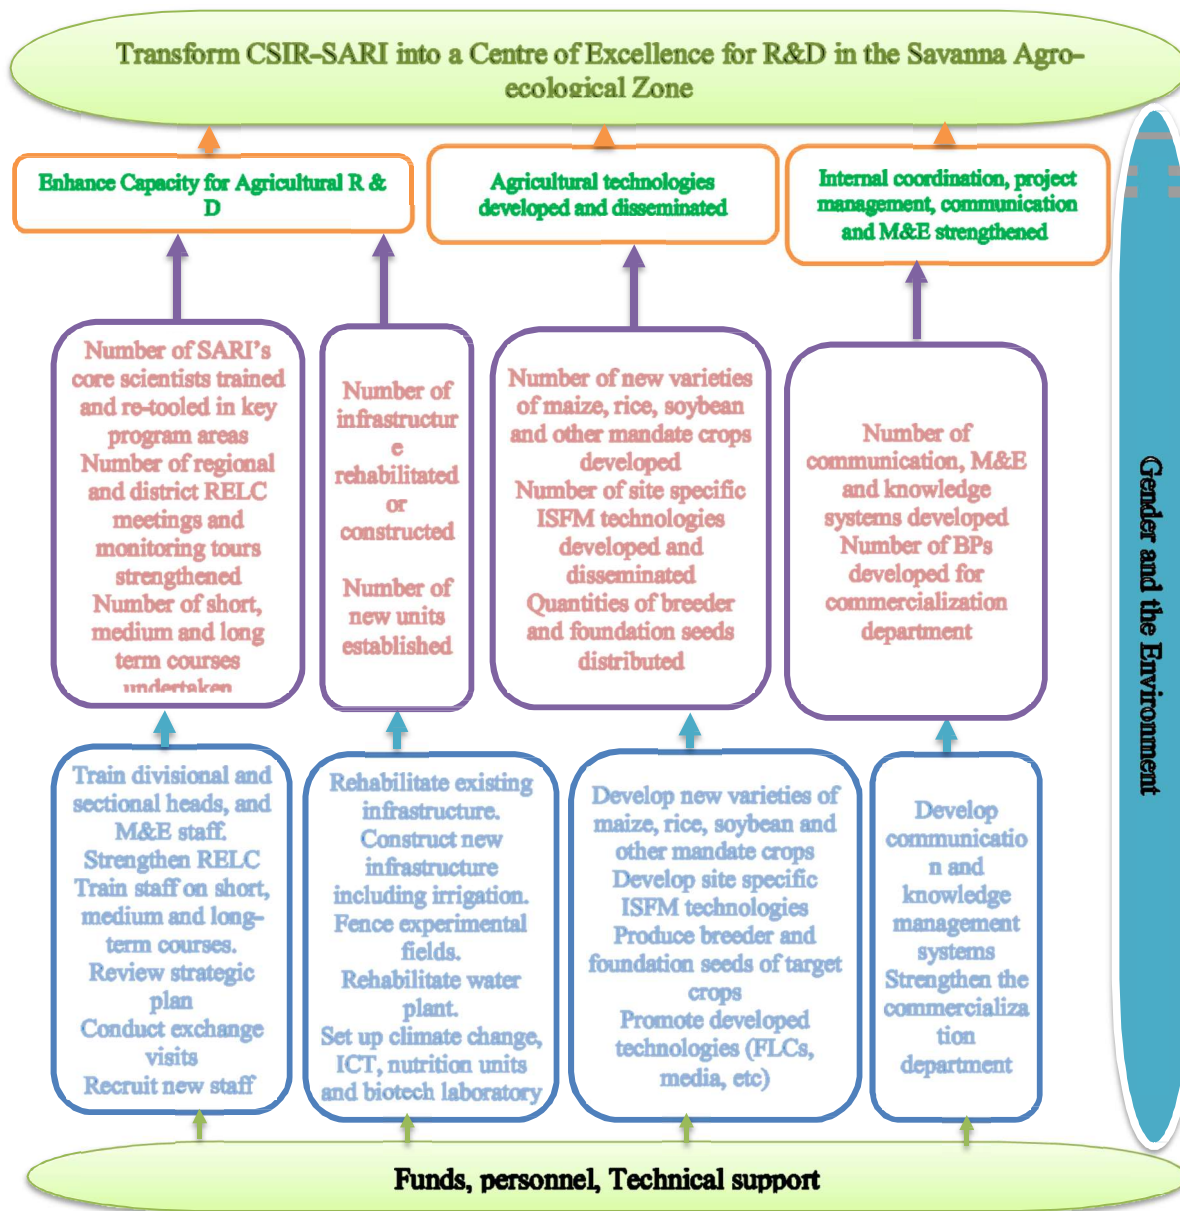 Transform CSIR-SARI into a Centre of Excellence for R&D in the Savanna Agro-
ecological Zone
Enhance Capacity for Agricultural R &
D
Agricultural technologies
developed and disseminated
Internal coordination, project
management, communication
and M&E strengthened
Number of SARI's
core scientists trained
and re-tooled in key
program areas
Number of regional
and district RELC
meetings and
monitoring tours
strengthened
Number of short,
medium and long
term courses
undertaken
Number of
infrastructur
e
rehabilitated
or
constructed
Number of
new units
established
Number of new varieties
of maize, rice, soybean
and other mandate crops
developed
Number of site specific
ISFM technologies
developed and
disseminated
Quantities of breeder
and foundation seeds
distributed
Number of
communication, M&E
and knowledge
systems developed
Number of BPs
developed for
commercialization
department
Train divisional and
sectional heads, and
M&E staff.
Strengthen RELC
Train staff on short,
medium and long-
term courses.
Review strategic
plan
Conduct exchange
visits
Recruit new staff
Rehabilitate existing
infrastructure.
Construct new
infrastructure
including irrigation.
Fence experimental
fields.
Rehabilitate water
plant.
Set up climate change,
ICT, nutrition units
and biotech laboratory
Develop new varieties of
maize, rice, soybean and
other mandate crops
Develop site specific
ISFM technologies
Produce breeder and
foundation seeds of target
crops
Promote developed
technologies (FLCs,
media, etc)
Develop
communicatio
n and
knowledge
management
systems
Strengthen the
commercializa
tion
department
Funds, personnel, Technical support
Gender and the Environment